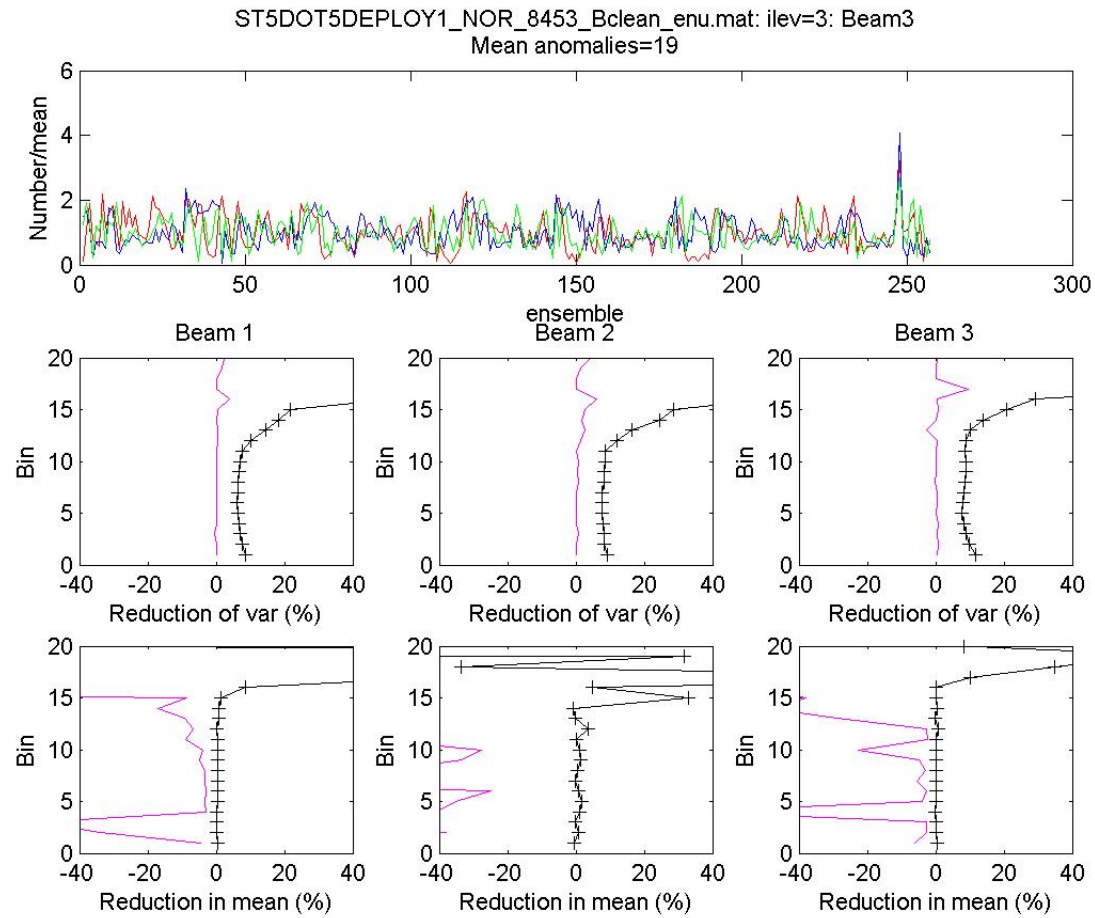 ST5DOT5DEPLOY1_NOR_8453_Bclean_enu.mat: ilev=3: Beam3
Mean anomalies=19
6
4
2
0
Number/mean
0 50 100 150 200 250 300
ensemble
Beam 1 Beam 2 Beam 3
20
15
10
5
0
Bin
-40 -20 0 20 40
Reduction of var (%)
20
15
10
5
0
Bin
-40 -20 0 20 40
Reduction of var (%)
20
15
10
5
0
Bin
-40 -20 0 20 40
Reduction of var (%)
20
15
10
5
0
Bin
-40 -20 0 20 40
Reduction in mean (%)
20
15
10
5
0
Bin
-40 -20 0 20 40
Reduction in mean (%)
20
15
10
5
0
Bin
-40 -20 0 20 40
Reduction in mean (%)